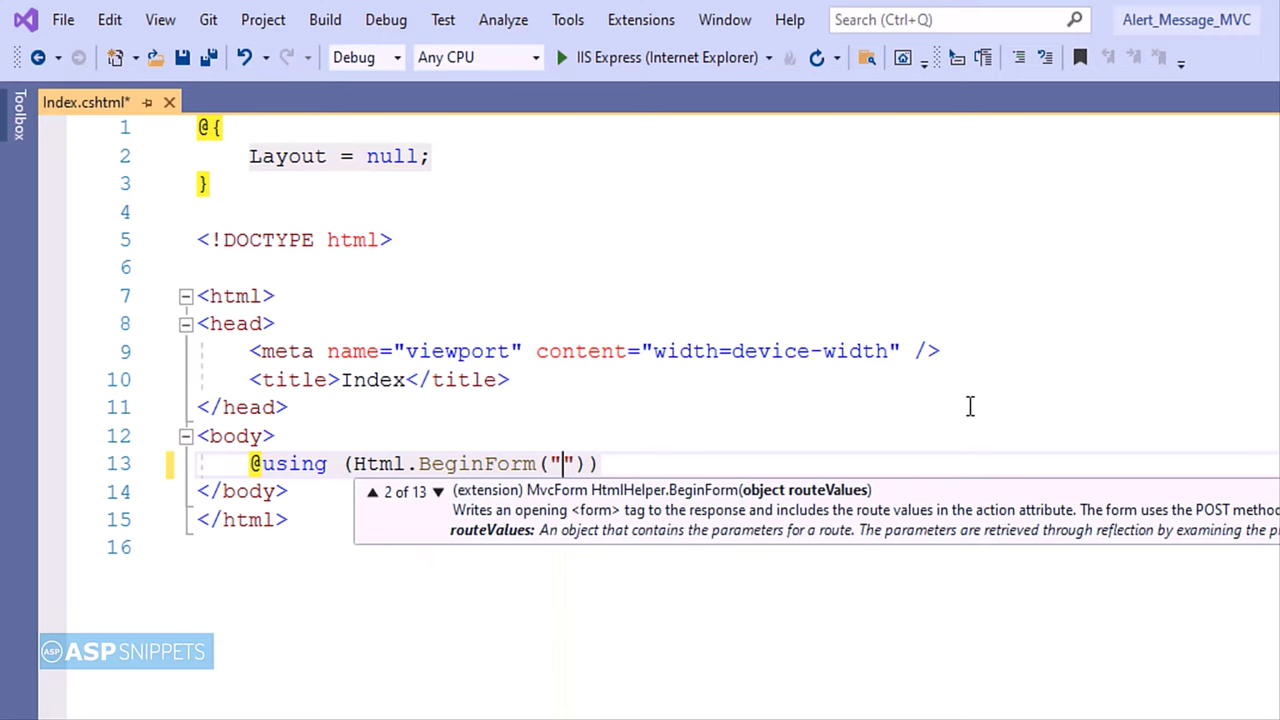 File Edit View Git Project Build Debug Test Analyze Tools Extensions Window Help Search (Ctrl+Q) Alert_Message_MVC
Debug Any CPU IIS Express (Internet Explorer)
Toolbox
Index.cshtml*
1 @{
2 Layout = null;
3 }
4
5 <!DOCTYPE html>
6
7 <html>
8 <head>
9 <meta name="viewport" content="width=device-width" />
10 <title>Index</title>
11 </head>
12 <body>
13 @using (Html.BeginForm(""))
14 </body>
15 </html>
16
▲ 2 of 13 ▼ (extension) MvcForm HtmlHelper.BeginForm(object routeValues)
Writes an opening <form> tag to the response and includes the route values in the action attribute. The form uses the POST metho
routeValues: An object that contains the parameters for a route. The parameters are retrieved through reflection by examining the p
ASPSNIPPETS